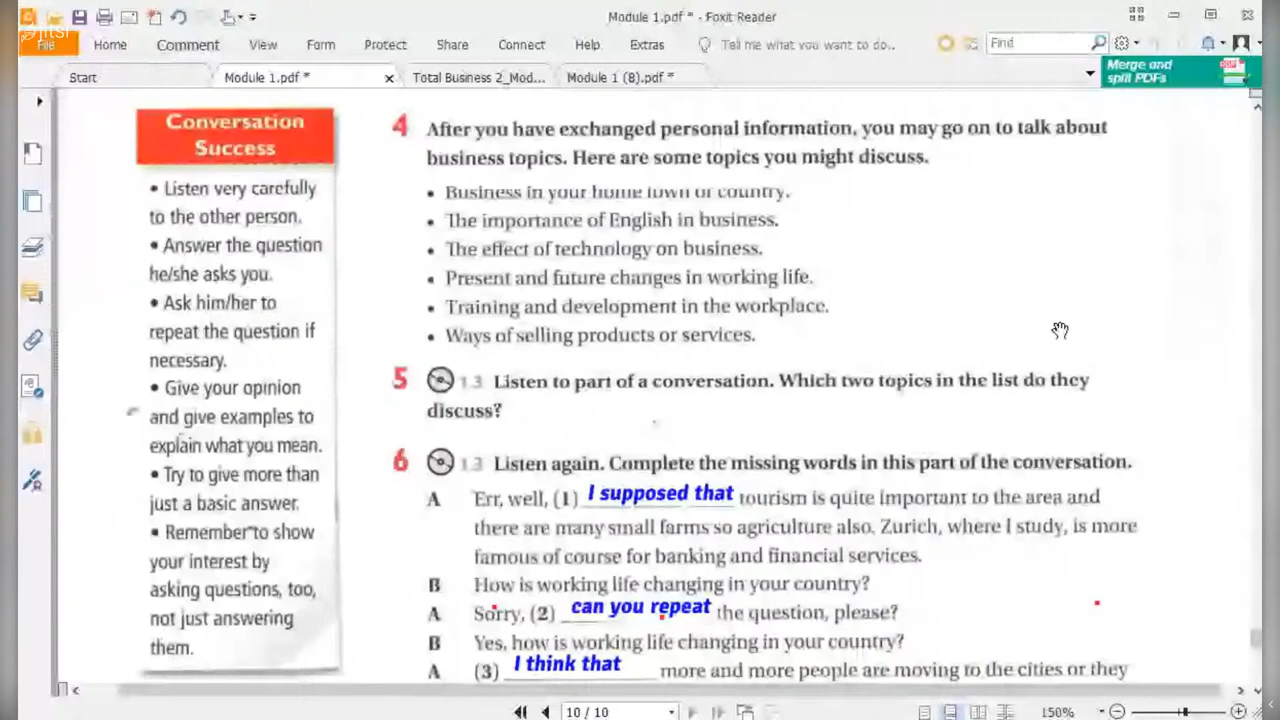 Module 1.pdf * - Foxit Reader
Jitsi
File Home Comment View Form Protect Share Connect Help Extras Tell me what you want to do.. Find
Start Module 1.pdf * Total Business 2_Mod... Module 1 (8).pdf * Merge and
split PDFs
Conversation
Success
• Listen very carefully
to the other person.
• Answer the question
he/she asks you.
• Ask him/her to
repeat the question if
necessary.
• Give your opinion
and give examples to
explain what you mean.
• Try to give more than
just a basic answer.
• Remember to show
your interest by
asking questions, too,
not just answering
them.
4 After you have exchanged personal information, you may go on to talk about
business topics. Here are some topics you might discuss.
• Business in your home town or country.
• The importance of English in business.
• The effect of technology on business.
• Present and future changes in working life.
• Training and development in the workplace.
• Ways of selling products or services.
5 1.3 Listen to part of a conversation. Which two topics in the list do they
discuss?
6 1.3 Listen again. Complete the missing words in this part of the conversation.
A Err, well, (1) I supposed that tourism is quite important to the area and
there are many small farms so agriculture also. Zurich, where I study, is more
famous of course for banking and financial services.
B How is working life changing in your country?
A Sorry, (2) can you repeat the question, please?
B Yes, how is working life changing in your country?
A (3) I think that more and more people are moving to the cities or they
10 / 10 150%